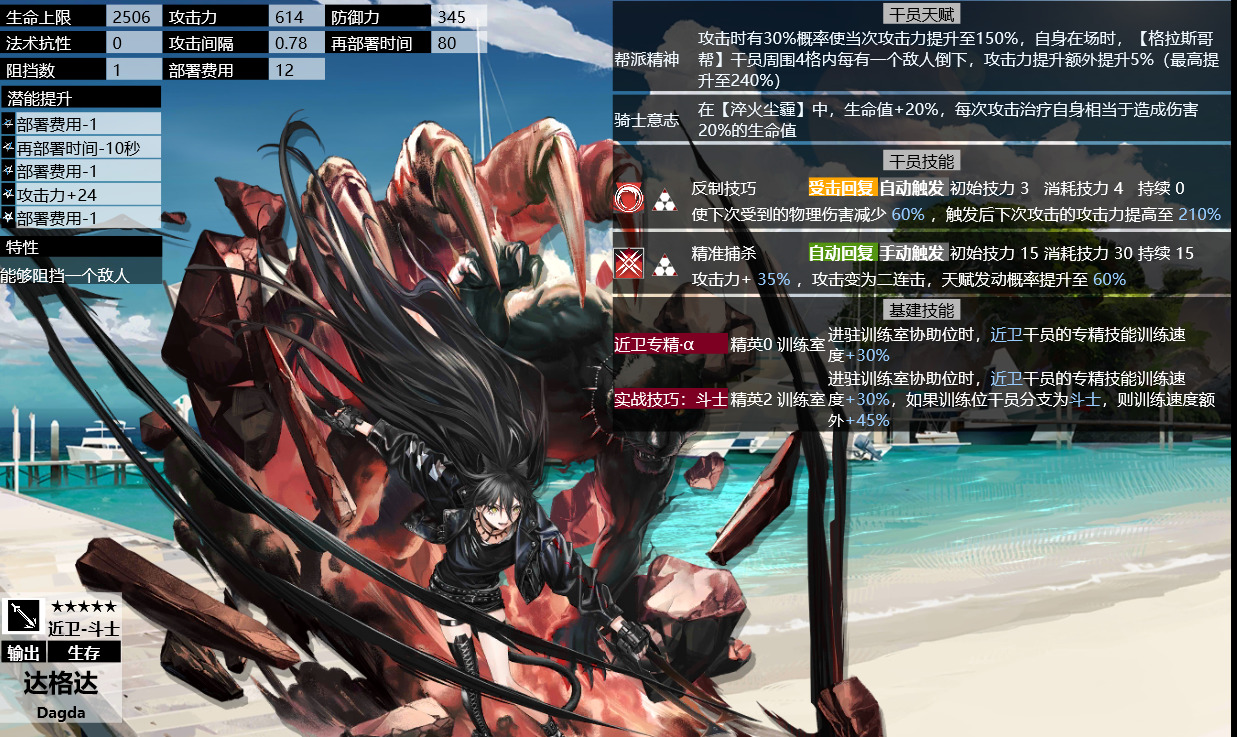 生命上限 2506 攻击力 614 防御力 345
法术抗性 0 攻击间隔 0.78 再部署时间 80
阻挡数 1 部署费用 12
潜能提升
部署费用-1
再部署时间-10秒
部署费用-1
攻击力+24
部署费用-1
特性
能够阻挡一个敌人
干员天赋
帮派精神
攻击时有30%概率使当次攻击力提升至150%，自身在场时，【格拉斯哥
帮】干员周围4格内每有一个敌人倒下，攻击力提升额外提升5%（最高提
升至240%）
骑士意志
在【淬火尘霾】中，生命值+20%，每次攻击治疗自身相当于造成伤害
20%的生命值
干员技能
反制技巧 受击回复 自动触发 初始技力 3 消耗技力 4 持续 0
使下次受到的物理伤害减少 60% ，触发后下次攻击的攻击力提高至 210%
精准捕杀 自动回复 手动触发 初始技力 15 消耗技力 30 持续 15
攻击力+ 35% ，攻击变为二连击，天赋发动概率提升至 60%
基建技能
近卫专精·α 精英0 训练室
进驻训练室协助位时，近卫干员的专精技能训练速
度+30%
实战技巧：斗士 精英2 训练室
进驻训练室协助位时，近卫干员的专精技能训练速
度+30%，如果训练位干员分支为斗士，则训练速度额
外+45%
★★★★★
近卫-斗士
输出 生存
达格达
Dagda